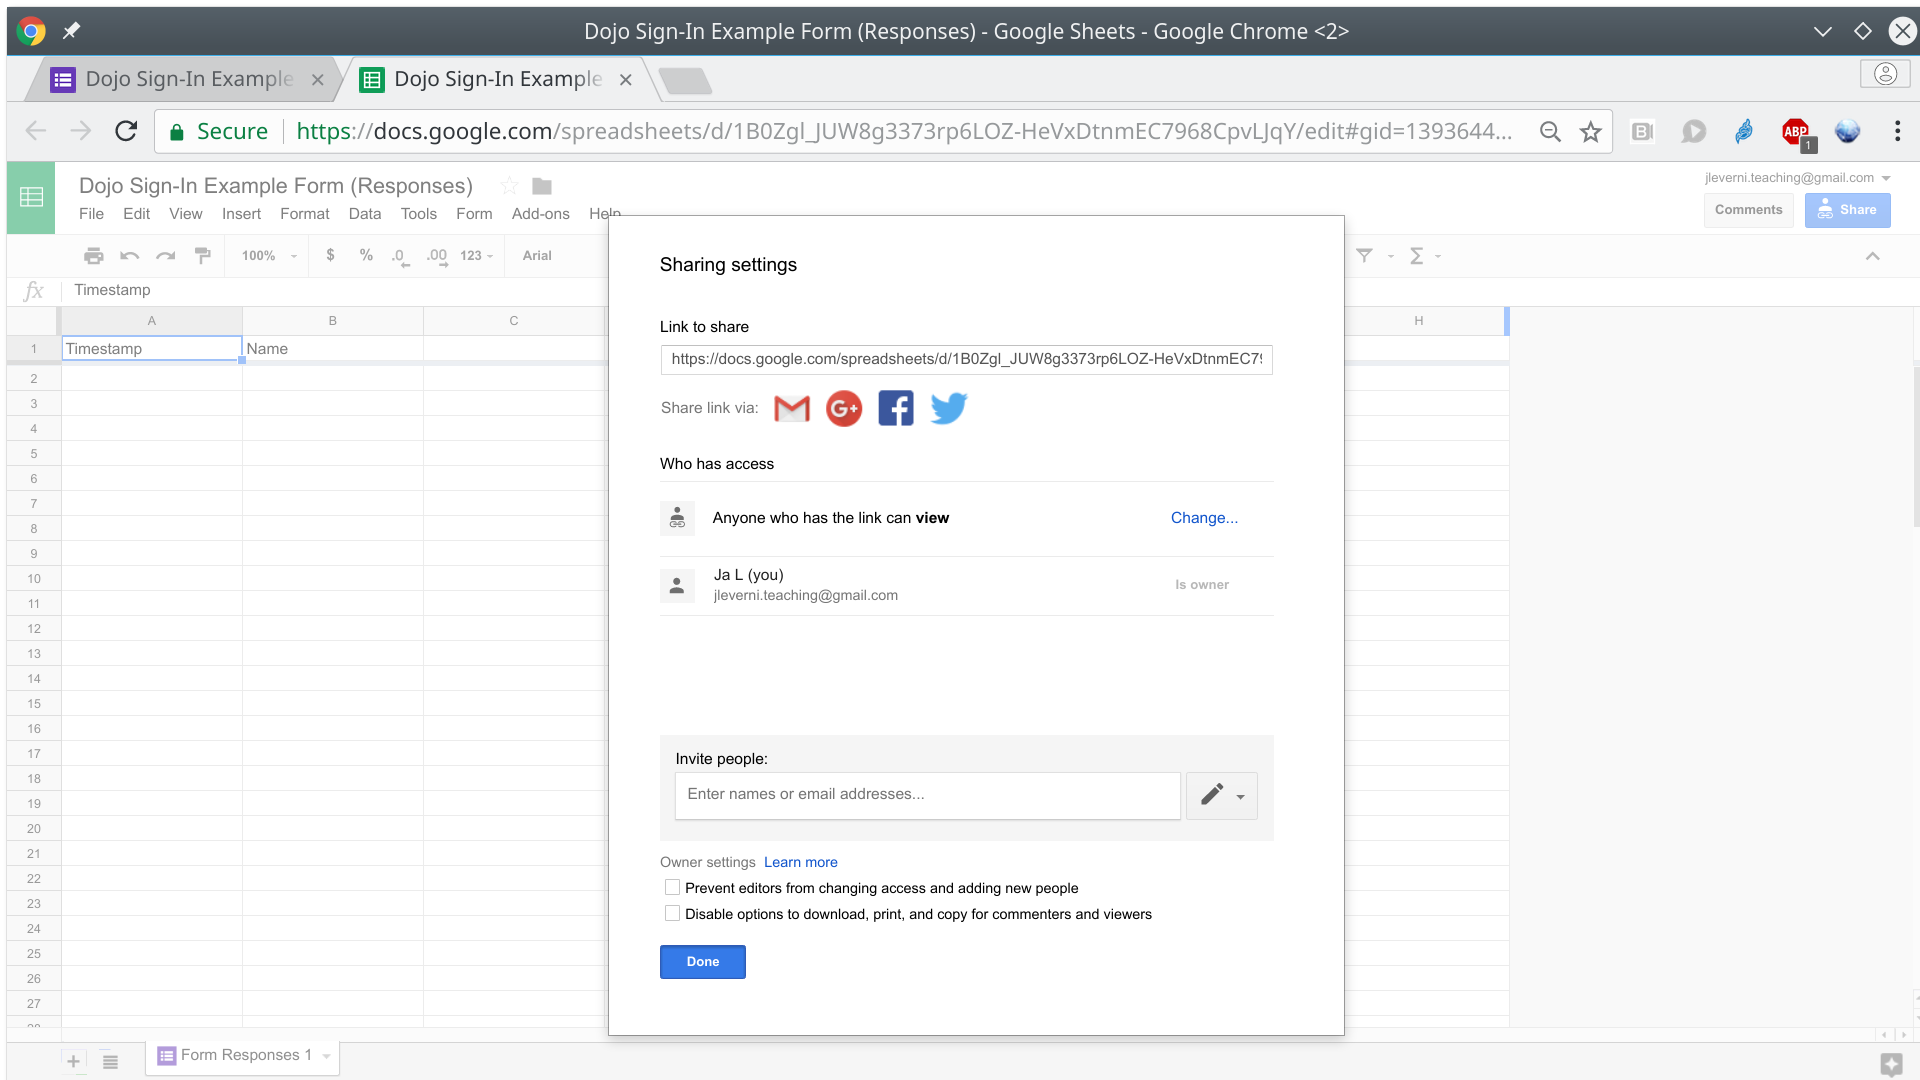 Dojo Sign-In Example Form (Responses) - Google Sheets - Google Chrome <2>
Dojo Sign-In Example
Dojo Sign-In Example
Secure
https://docs.google.com/spreadsheets/d/1B0Zgl_JUW8g3373rp6LOZ-HeVxDtnmEC7968CpvLJqY/edit#gid=1393644...
ABP
1
Dojo Sign-In Example Form (Responses)
jleverni.teaching@gmail.com
File Edit View Insert Format Data Tools Form Add-ons Help
Comments
Share
100% $ % .0 .00 123 Arial
Σ
fx Timestamp
A B C H
1 Timestamp Name
2
3
4
5
6
7
8
9
10
11
12
13
14
15
16
17
18
19
20
21
22
23
24
25
26
27
28
Sharing settings
Link to share
https://docs.google.com/spreadsheets/d/1B0Zgl_JUW8g3373rp6LOZ-HeVxDtnmEC79
Share link via:
G+
Who has access
Anyone who has the link can view
Change...
Ja L (you)
jleverni.teaching@gmail.com
Is owner
Invite people:
Enter names or email addresses...
Owner settings Learn more
Prevent editors from changing access and adding new people
Disable options to download, print, and copy for commenters and viewers
Done
Form Responses 1